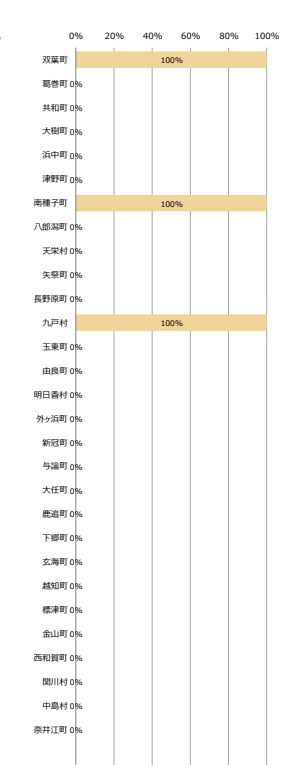 0% 20% 40% 60% 80% 100%
双葉町 100%
葛巻町 0%
共和町 0%
大樹町 0%
浜中町 0%
津野町 0%
南種子町 100%
八郎潟町 0%
天栄村 0%
矢祭町 0%
長野原町 0%
九戸村 100%
玉東町 0%
由良町 0%
明日香村 0%
外ヶ浜町 0%
新冠町 0%
与論町 0%
大任町 0%
鹿追町 0%
下郷町 0%
玄海町 0%
越知町 0%
標津町 0%
金山町 0%
西和賀町 0%
関川村 0%
中島村 0%
奈井江町 0%